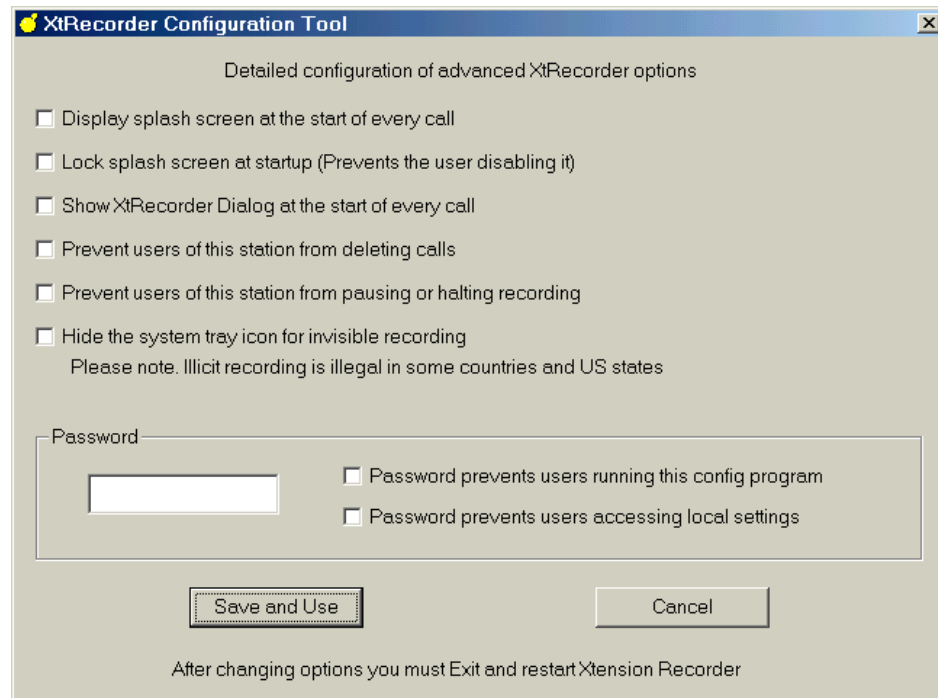 XtRecorder Configuration Tool
Detailed configuration of advanced XtRecorder options
Display splash screen at the start of every call
Lock splash screen at startup (Prevents the user disabling it)
Show XtRecorder Dialog at the start of every call
Prevent users of this station from deleting calls
Prevent users of this station from pausing or halting recording
Hide the system tray icon for invisible recording
Please note. Illicit recording is illegal in some countries and US states
Password
Password prevents users running this config program
Password prevents users accessing local settings
Save and Use
Cancel
After changing options you must Exit and restart Xtension Recorder